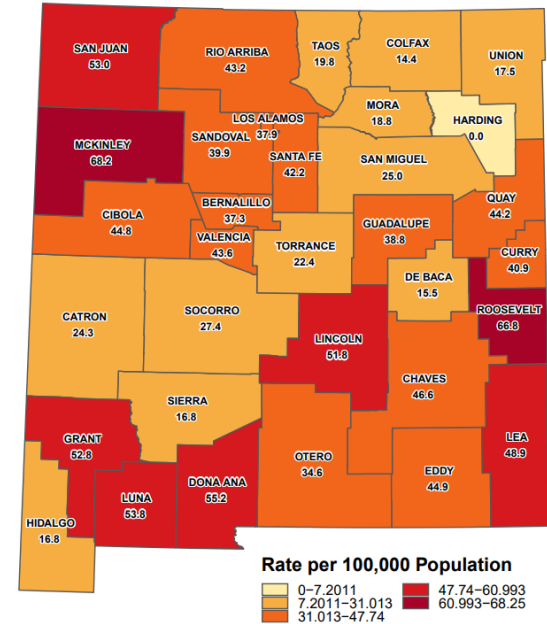 SAN JUAN
53.0
RIO ARRIBA
43.2
TAOS
19.8
COLFAX
14.4
UNION
17.5
MORA
18.8
HARDING
0.0
LOS ALAMOS
37.9
SANDOVAL
39.9
MCKINLEY
68.2
SANTA FE
42.2
SAN MIGUEL
25.0
QUAY
44.2
CIBOLA
44.8
BERNALILLO
37.3
VALENCIA
43.6
TORRANCE
22.4
GUADALUPE
38.8
CURRY
40.9
DE BACA
15.5
ROOSEVELT
66.8
CATRON
24.3
SOCORRO
27.4
LINCOLN
51.8
CHAVES
46.6
SIERRA
16.8
GRANT
52.8
LUNA
53.8
DONA ANA
55.2
OTERO
34.6
EDDY
44.9
LEA
48.9
HIDALGO
16.8
Rate per 100,000 Population
0−7.2011
7.2011−31.013
31.013−47.74
47.74−60.993
60.993−68.25